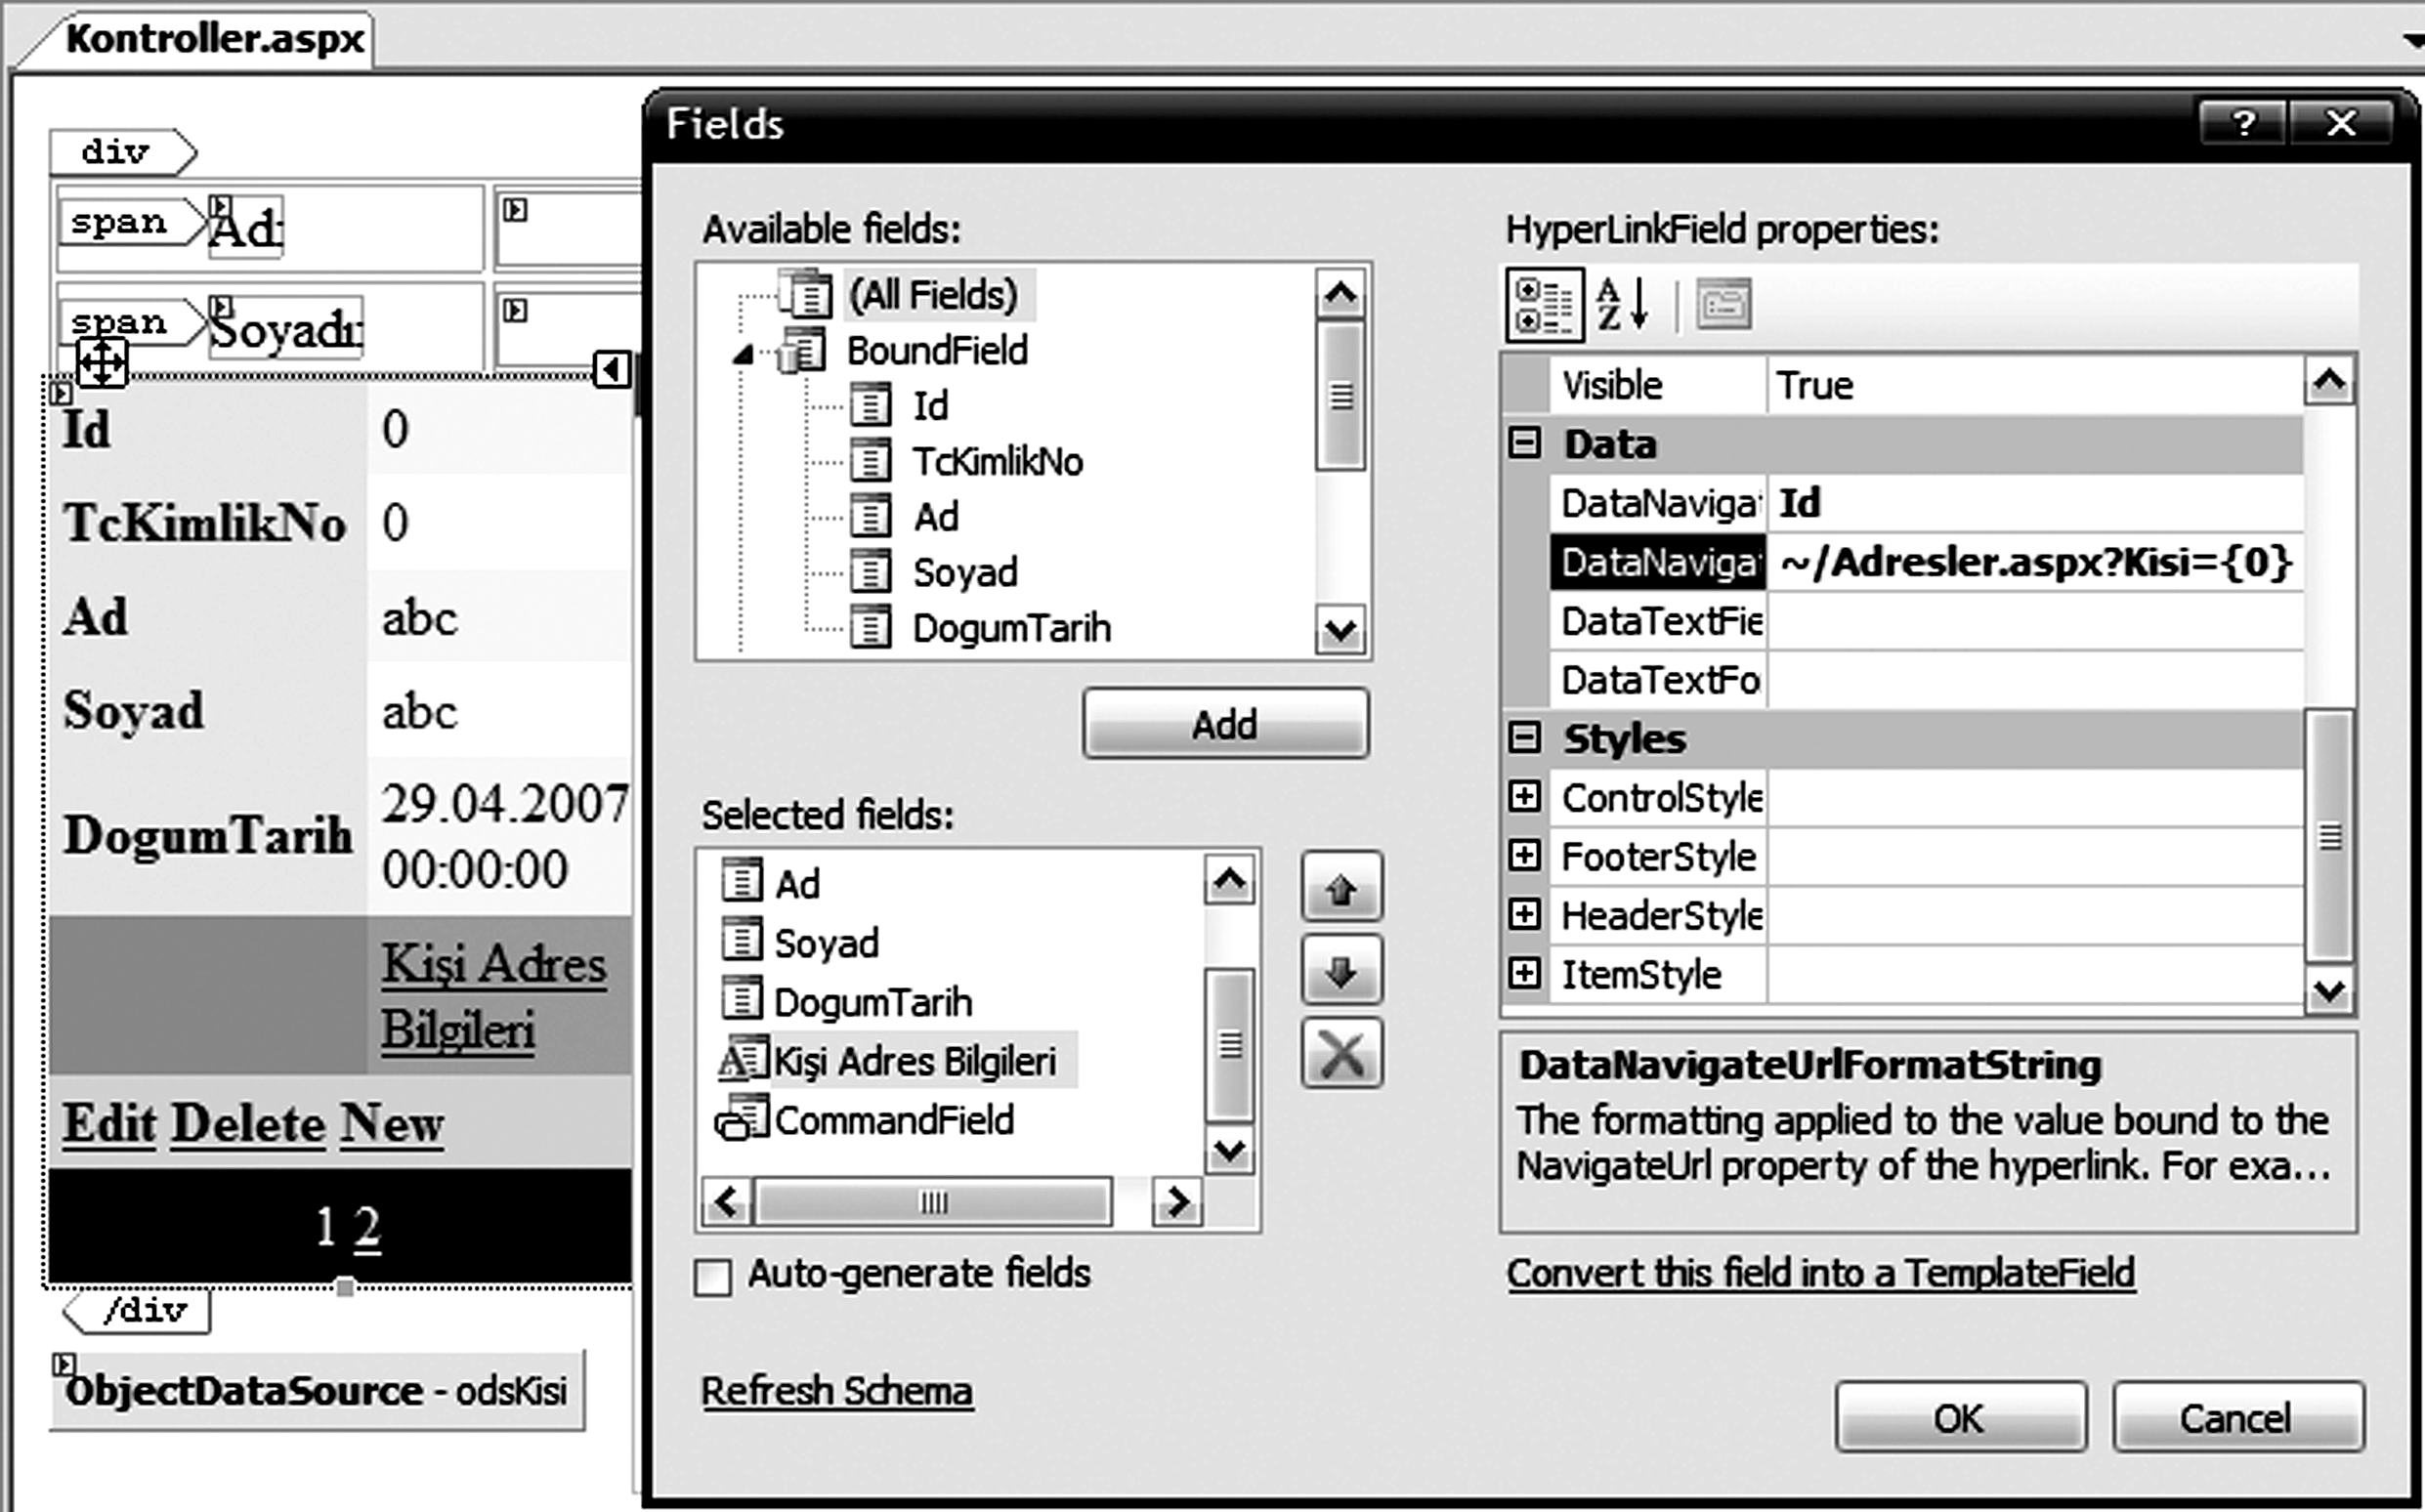 Kontroller.aspx
div
span Ad:
span Soyadı:
Id 0
TcKimlikNo 0
Ad abc
Soyad abc
DogumTarih 29.04.2007
00:00:00
Kişi Adres
Bilgileri
Edit Delete New
1 2
/div
ObjectDataSource - odsKisi
Fields
?
Available fields:
(All Fields)
BoundField
Id
TcKimlikNo
Ad
Soyad
DogumTarih
Add
Selected fields:
Ad
Soyad
DogumTarih
Kişi Adres Bilgileri
CommandField
Auto-generate fields
Refresh Schema
HyperLinkField properties:
Visible True
Data
DataNavigat Id
DataNavigat ~/Adresler.aspx?Kisi={0}
DataTextFie
DataTextFo
Styles
ControlStyle
FooterStyle
HeaderStyle
ItemStyle
DataNavigateUrlFormatString
The formatting applied to the value bound to the
NavigateUrl property of the hyperlink. For exa...
Convert this field into a TemplateField
OK Cancel